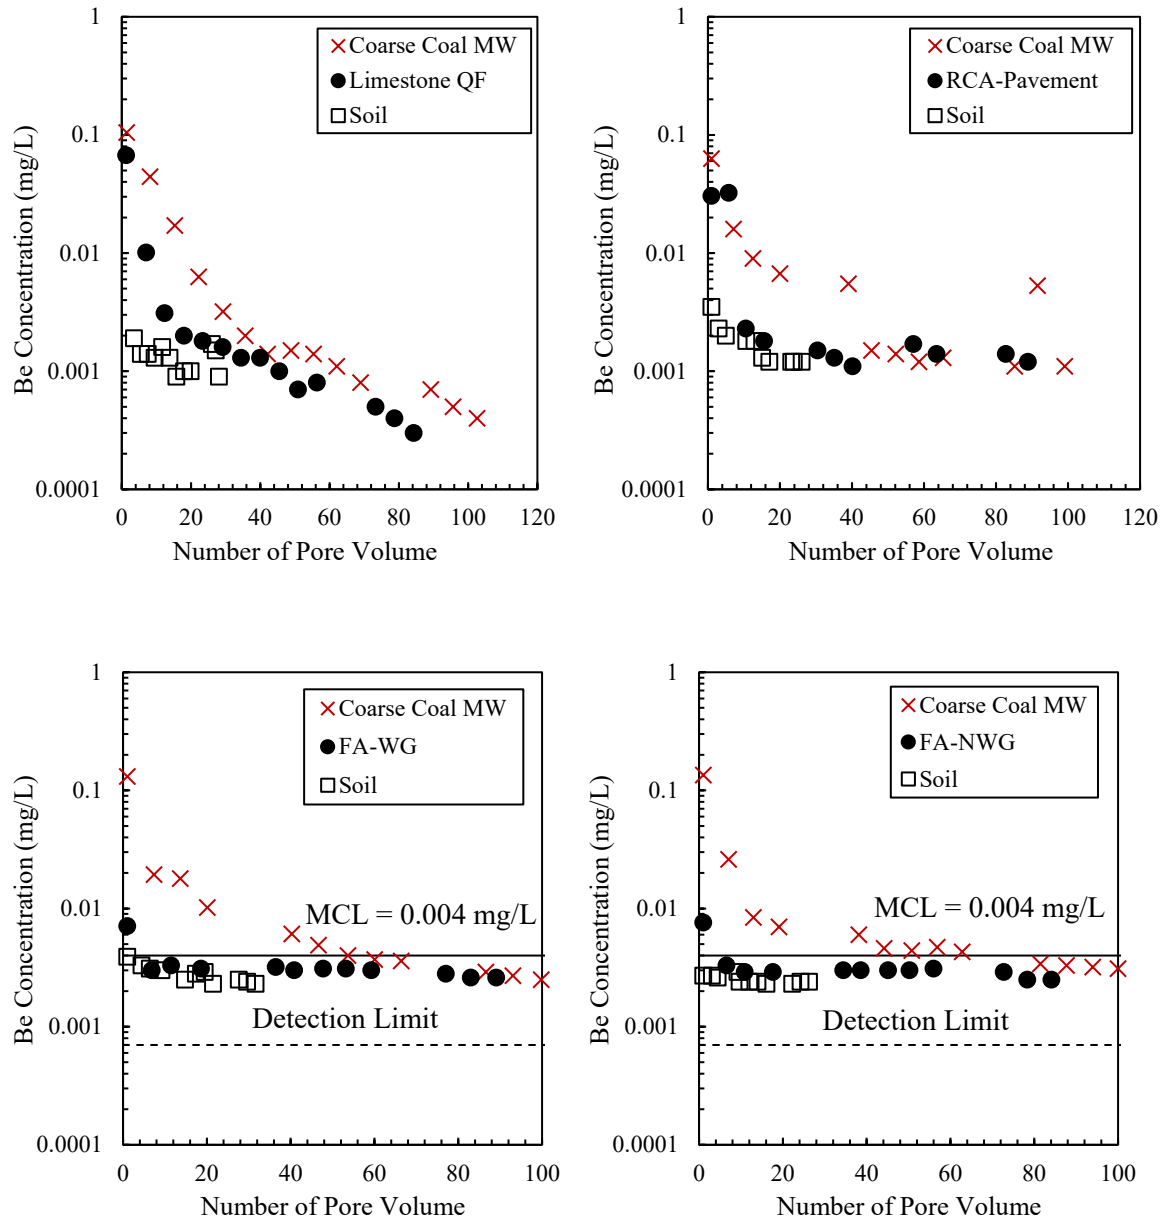 1
0.1
0.01
0.001
0.0001
Be Concentration (mg/L)
Coarse Coal MW
Limestone QF
Soil
0 20 40 60 80 100 120
Number of Pore Volume
1
0.1
0.01
0.001
0.0001
Be Concentration (mg/L)
Coarse Coal MW
RCA-Pavement
Soil
0 20 40 60 80 100 120
Number of Pore Volume
1
0.1
0.01
0.001
0.0001
Be Concentration (mg/L)
Coarse Coal MW
FA-WG
Soil
MCL = 0.004 mg/L
Detection Limit
0 20 40 60 80 100
Number of Pore Volume
1
0.1
0.01
0.001
0.0001
Be Concentration (mg/L)
Coarse Coal MW
FA-NWG
Soil
MCL = 0.004 mg/L
Detection Limit
0 20 40 60 80 100
Number of Pore Volume